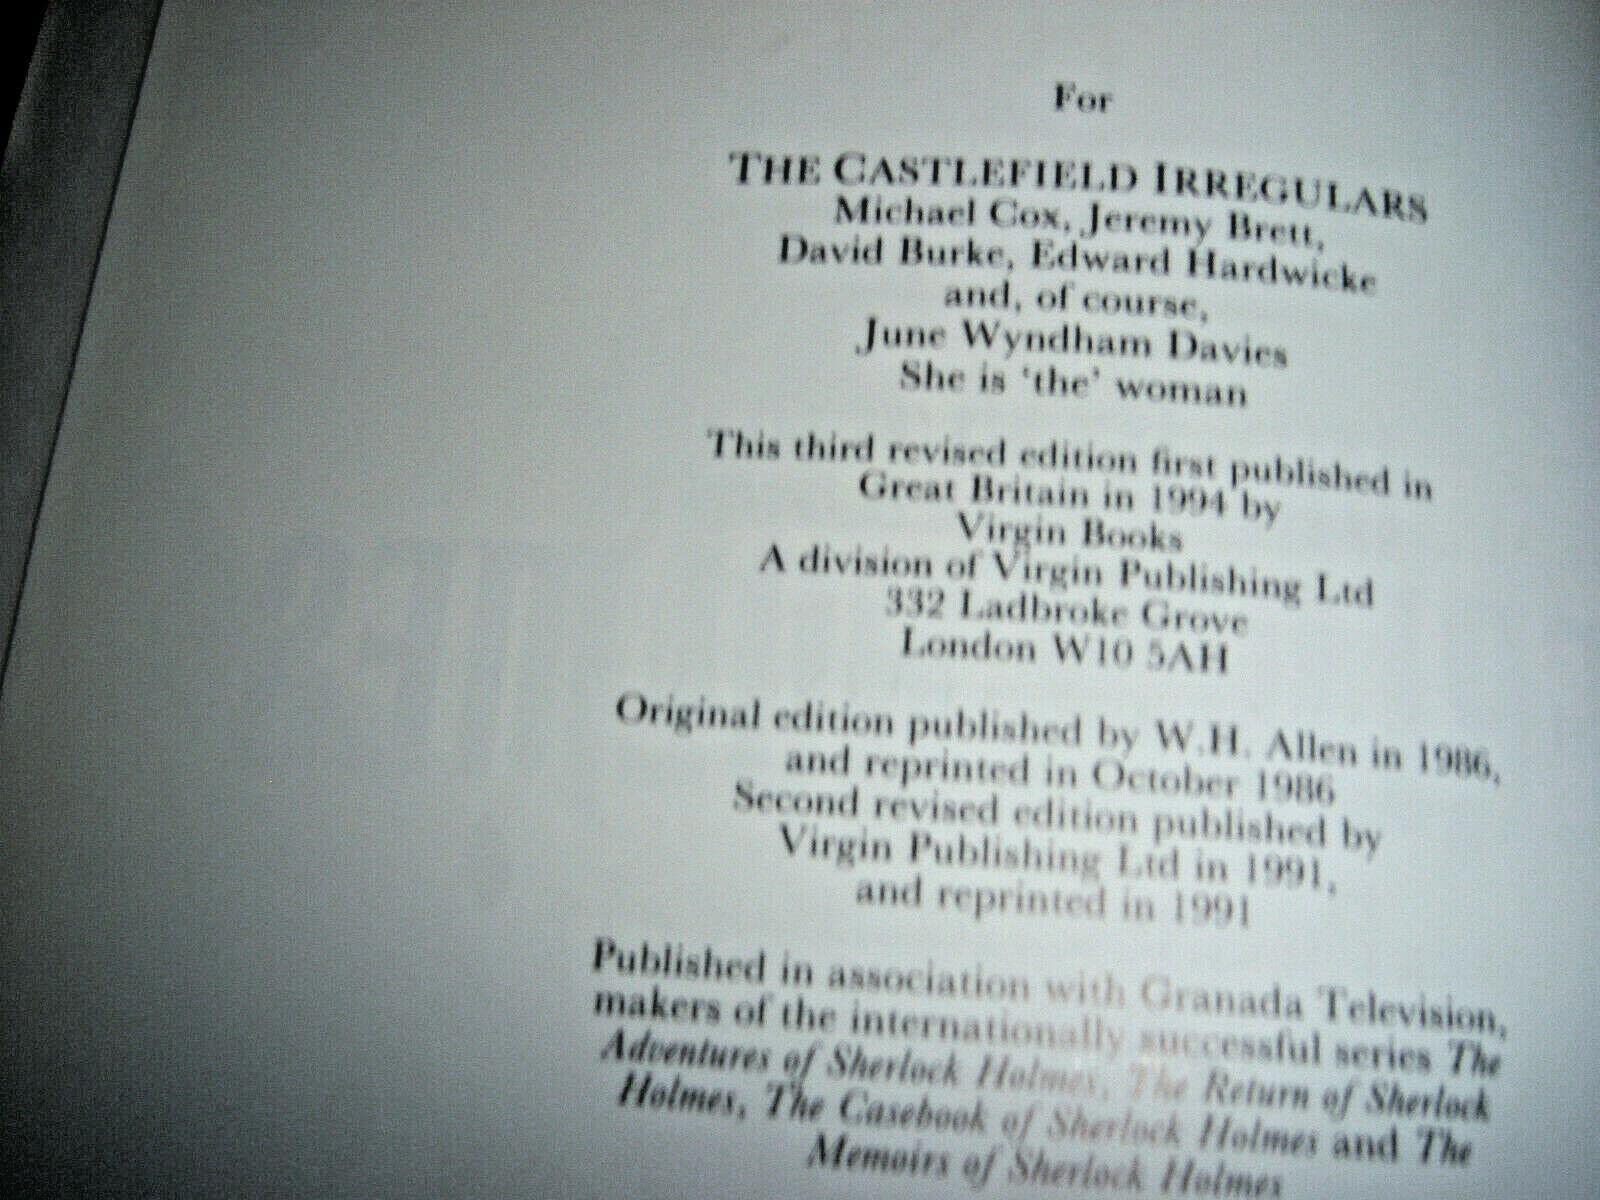 For
THE CASTLEFIELD IRREGULARS
Michael Cox, Jeremy Brett,
David Burke, Edward Hardwicke
and, of course,
June Wyndham Davies
She is ‘the’ woman
This third revised edition first published in
Great Britain in 1994 by
Virgin Books
A division of Virgin Publishing Ltd
332 Ladbroke Grove
London W10 5AH
Original edition published by W.H. Allen in 1986,
and reprinted in October 1986
Second revised edition published by
Virgin Publishing Ltd in 1991,
and reprinted in 1991
Published in association with Granada Television,
makers of the internationally successful series The
Adventures of Sherlock Holmes, The Return of Sherlock
Holmes, The Casebook of Sherlock Holmes and The
Memoirs of Sherlock Holmes